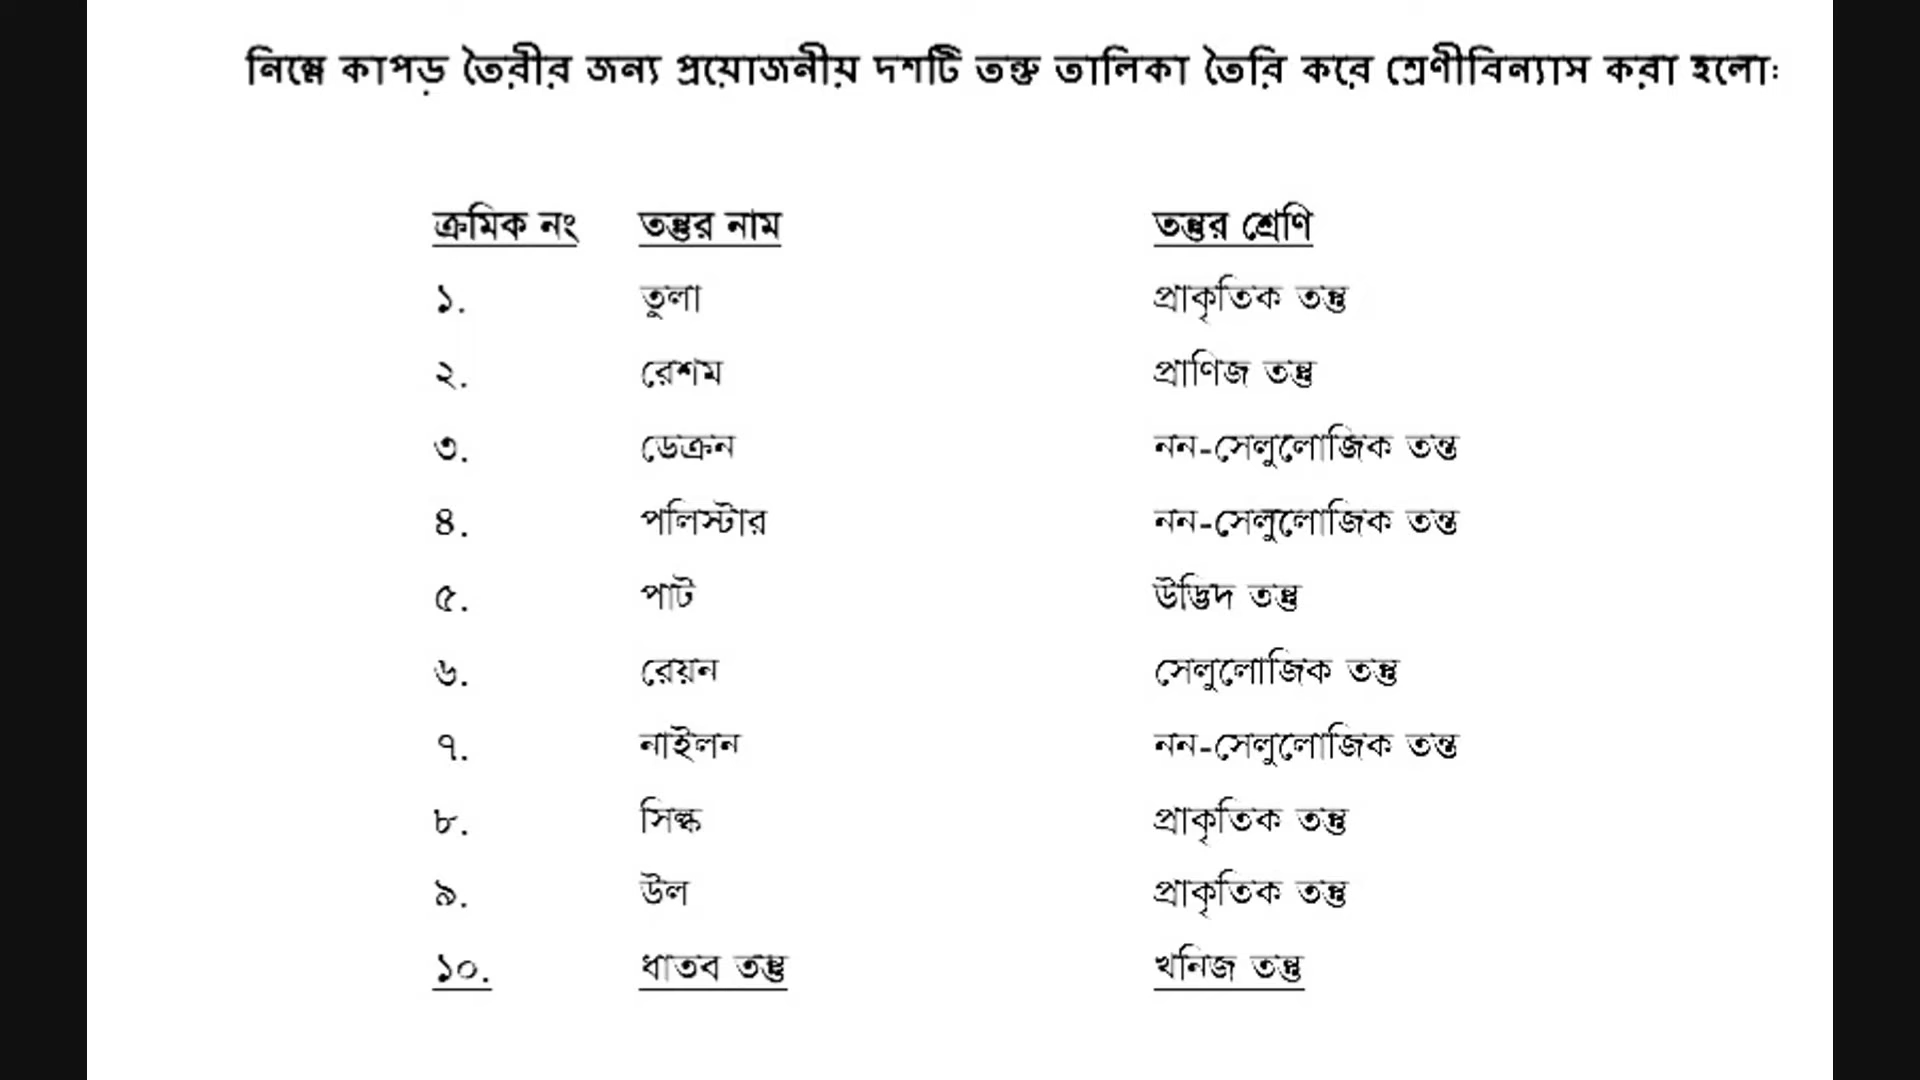 নিম্নে কাপড় তৈরীর জন্য প্রয়োজনীয় দশটি তন্তু তালিকা তৈরি করে শ্রেণীবিন্যাস করা হলোঃ
ক্রমিক নং তন্তুর নাম তন্তুর শ্রেণি
১. তুলা প্রাকৃতিক তন্তু
২. রেশম প্রাণিজ তন্তু
৩. ডেক্রন নন-সেলুলোজিক তন্ত
৪. পলিস্টার নন-সেলুলোজিক তন্ত
৫. পাট উদ্ভিদ তন্তু
৬. রেয়ন সেলুলোজিক তন্তু
৭. নাইলন নন-সেলুলোজিক তন্ত
৮. সিল্ক প্রাকৃতিক তন্তু
৯. উল প্রাকৃতিক তন্তু
১০. ধাতব তন্তু খনিজ তন্তু